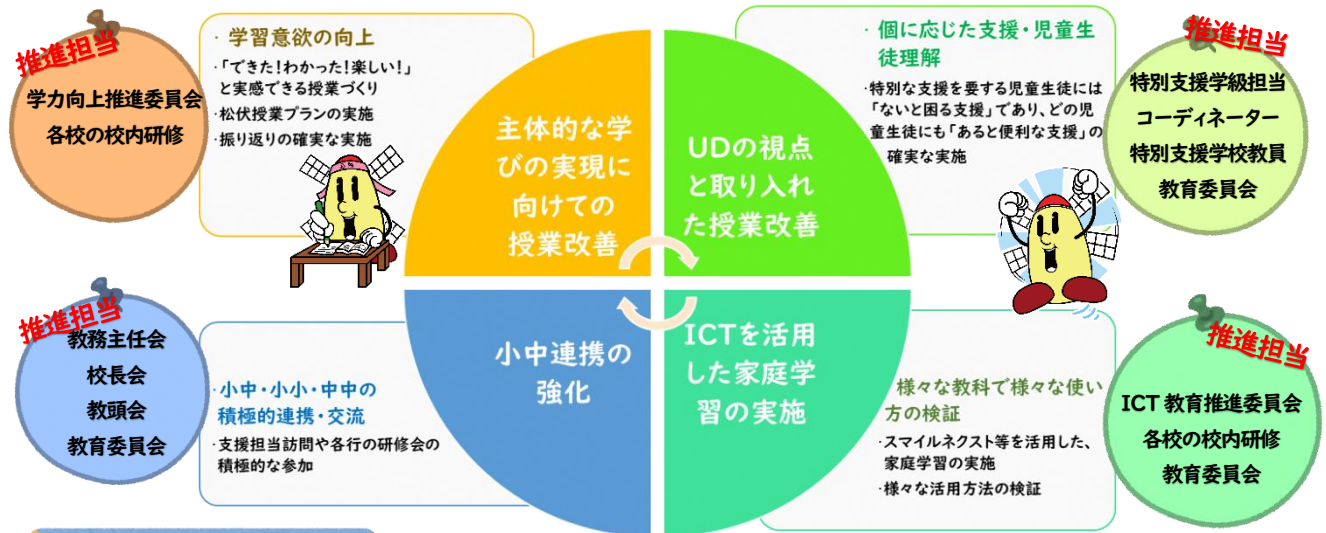 推進担当
学力向上推進委員会
各校の校内研修
・学習意欲の向上
・「できた!わかった!楽しい!」
と実感できる授業づくり
・松伏授業プランの実施
・振り返りの確実な実施
主体的な学
びの実現に
向けての
授業改善
UDの視点
と取り入れ
た授業改善
・個に応じた支援・児童生
徒理解
・特別な支援を要する児童生徒には
「ないと困る支援」であり、どの児
童生徒にも「あると便利な支援」の
確実な実施
推進担当
特別支援学級担当
コーディネーター
特別支援学校教員
教育委員会
推進担当
教務主任会
校長会
教頭会
教育委員会
・小中・小小・中中の
積極的連携・交流
・支援担当訪問や各行の研修会の
積極的な参加
小中連携の
強化
ICTを活用
した家庭学
習の実施
様々な教科で様々な使い
方の検証
・スマイルネクスト等を活用した、
家庭学習の実施
・様々な活用方法の検証
推進担当
ICT教育推進委員会
各校の校内研修
教育委員会